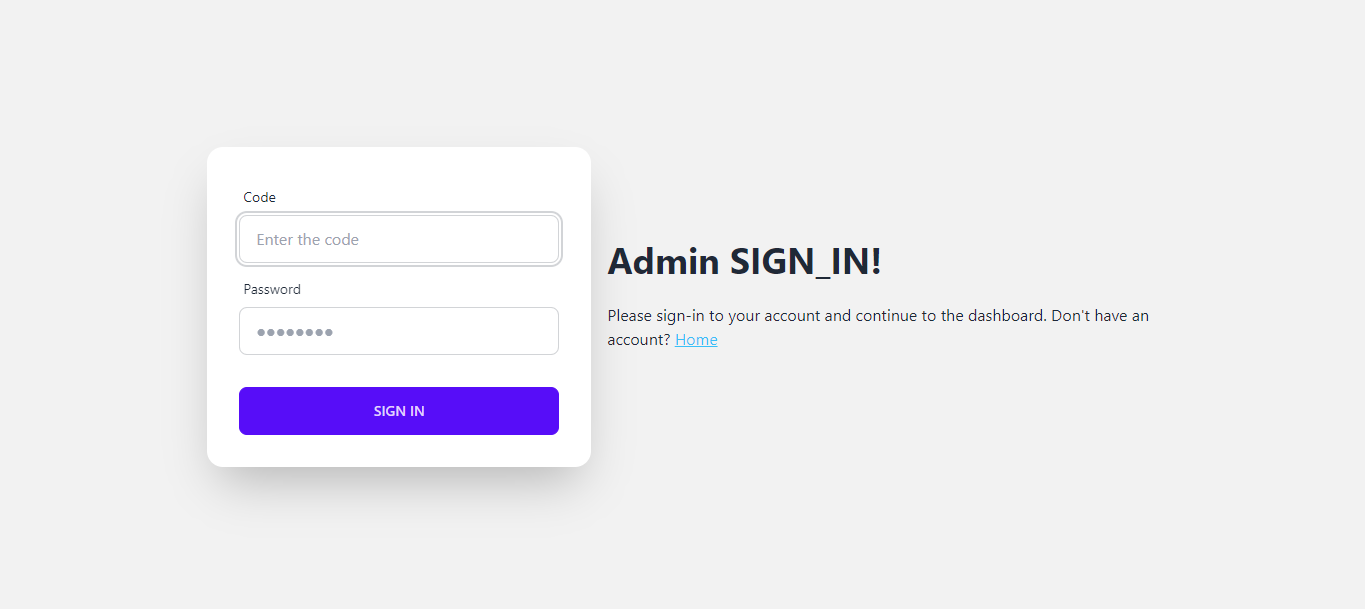 Code
Enter the code
Password
••••••••
SIGN IN
Admin SIGN_IN!
Please sign-in to your account and continue to the dashboard. Don't have an
account? Home